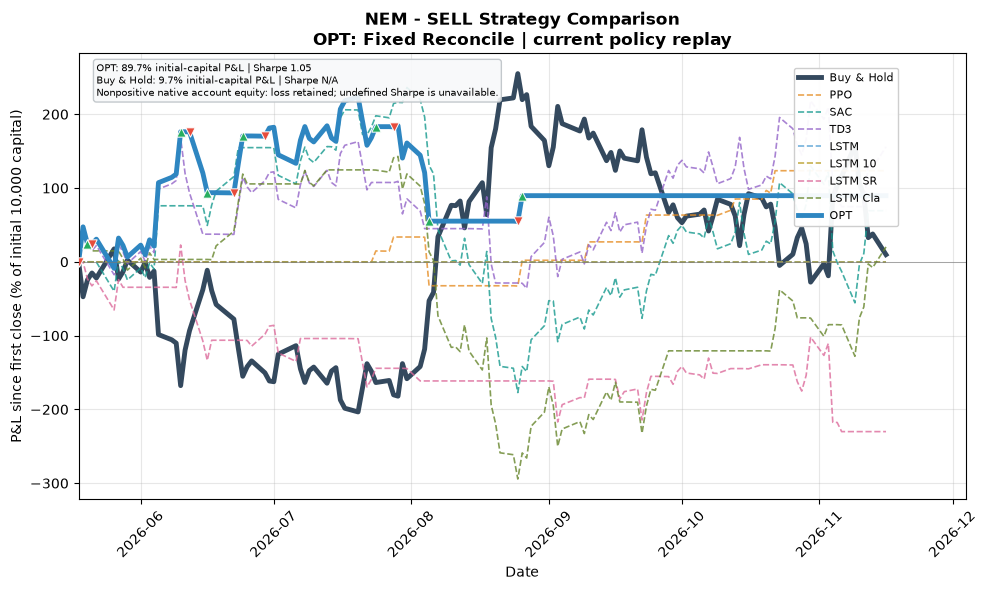 NEM - SELL Strategy Comparison
OPT: Fixed Reconcile | current policy replay
OPT: 89.7% initial-capital P&L | Sharpe 1.05
Buy & Hold: 9.7% initial-capital P&L | Sharpe N/A
Nonpositive native account equity: loss retained; undefined Sharpe is unavailable.
Buy & Hold
PPO
SAC
TD3
LSTM
LSTM 10
LSTM SR
LSTM Cla
OPT
P&L since first close (% of initial 10,000 capital)
200
100
0
−100
−200
−300
2026-06
2026-07
2026-08
2026-09
2026-10
2026-11
2026-12
Date